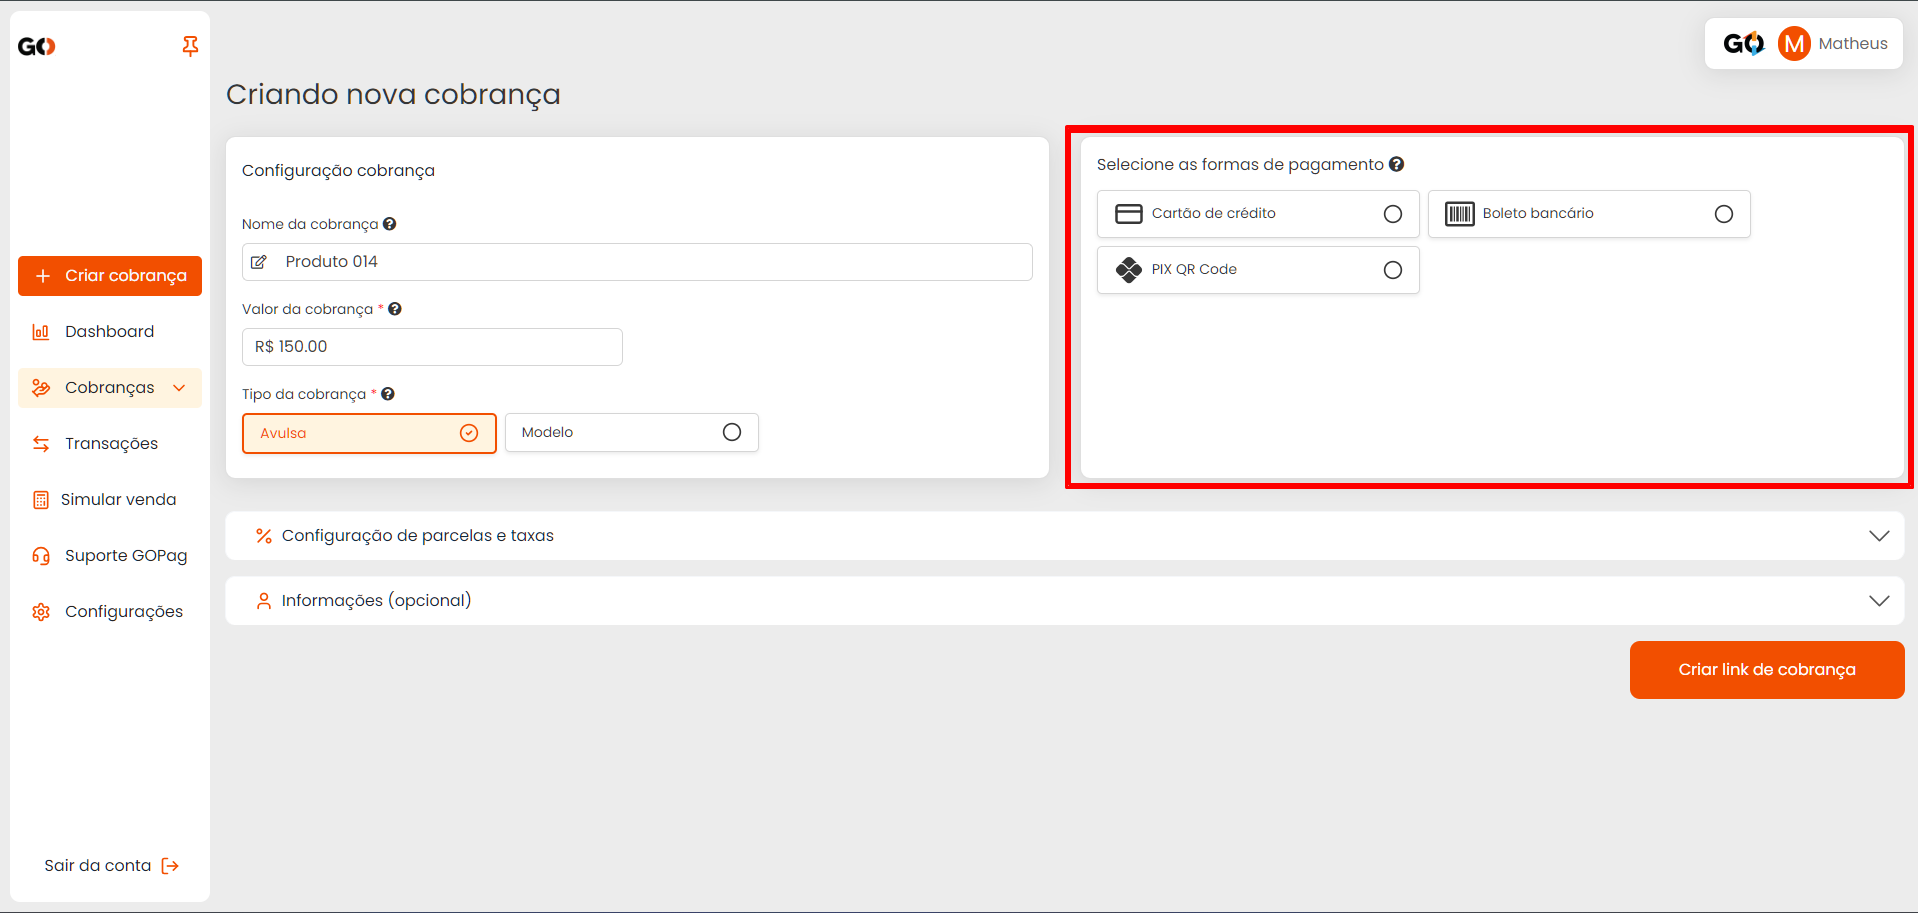 GO
GO M Matheus
Criando nova cobrança
Configuração cobrança
Nome da cobrança ?
Produto 014
Valor da cobrança * ?
R$ 150.00
Tipo da cobrança * ?
Avulsa
Modelo
Selecione as formas de pagamento ?
Cartão de crédito
Boleto bancário
PIX QR Code
Criar cobrança
Dashboard
Cobranças
Transações
Simular venda
Suporte GOPag
Configurações
Configuração de parcelas e taxas
Informações (opcional)
Criar link de cobrança
Sair da conta